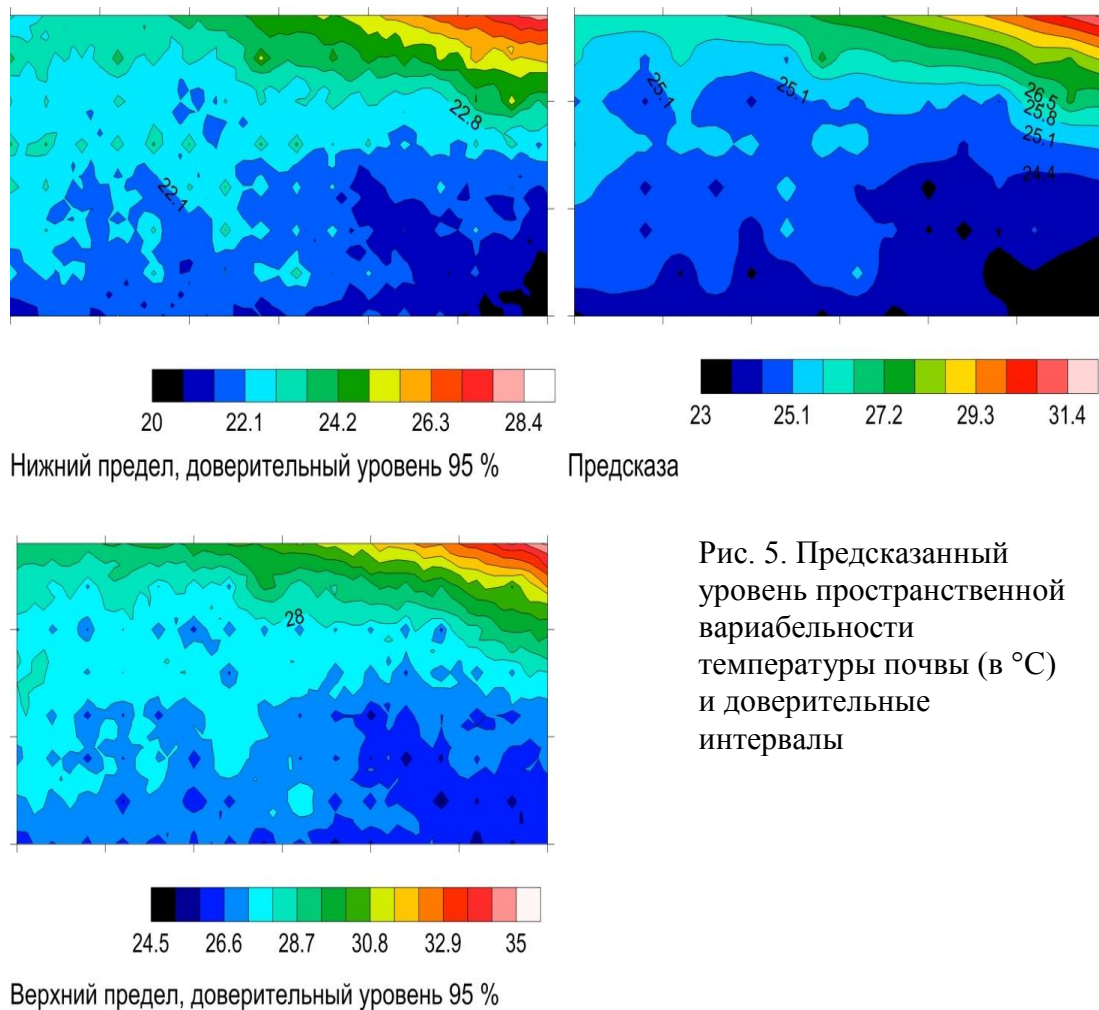 22.8
22.1
20 22.1 24.2 26.3 28.4
Нижний предел, доверительный уровень 95 %
25.1
25.1
26.5
25.8
25.1
24.4
23 25.1 27.2 29.3 31.4
Предсказа
28
24.5 26.6 28.7 30.8 32.9 35
Верхний предел, доверительный уровень 95 %
Рис. 5. Предсказанный
уровень пространственной
вариабельности
температуры почвы (в °C)
и доверительные
интервалы